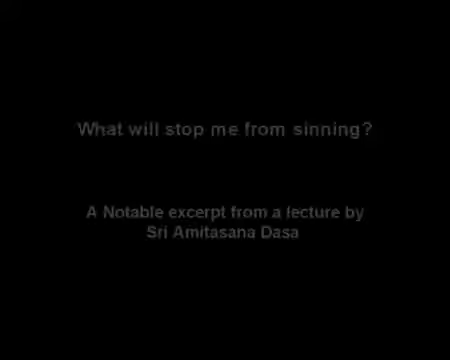 What will stop me from sinning?
A Notable excerpt from a lecture by
Sri Amitasana Dasa